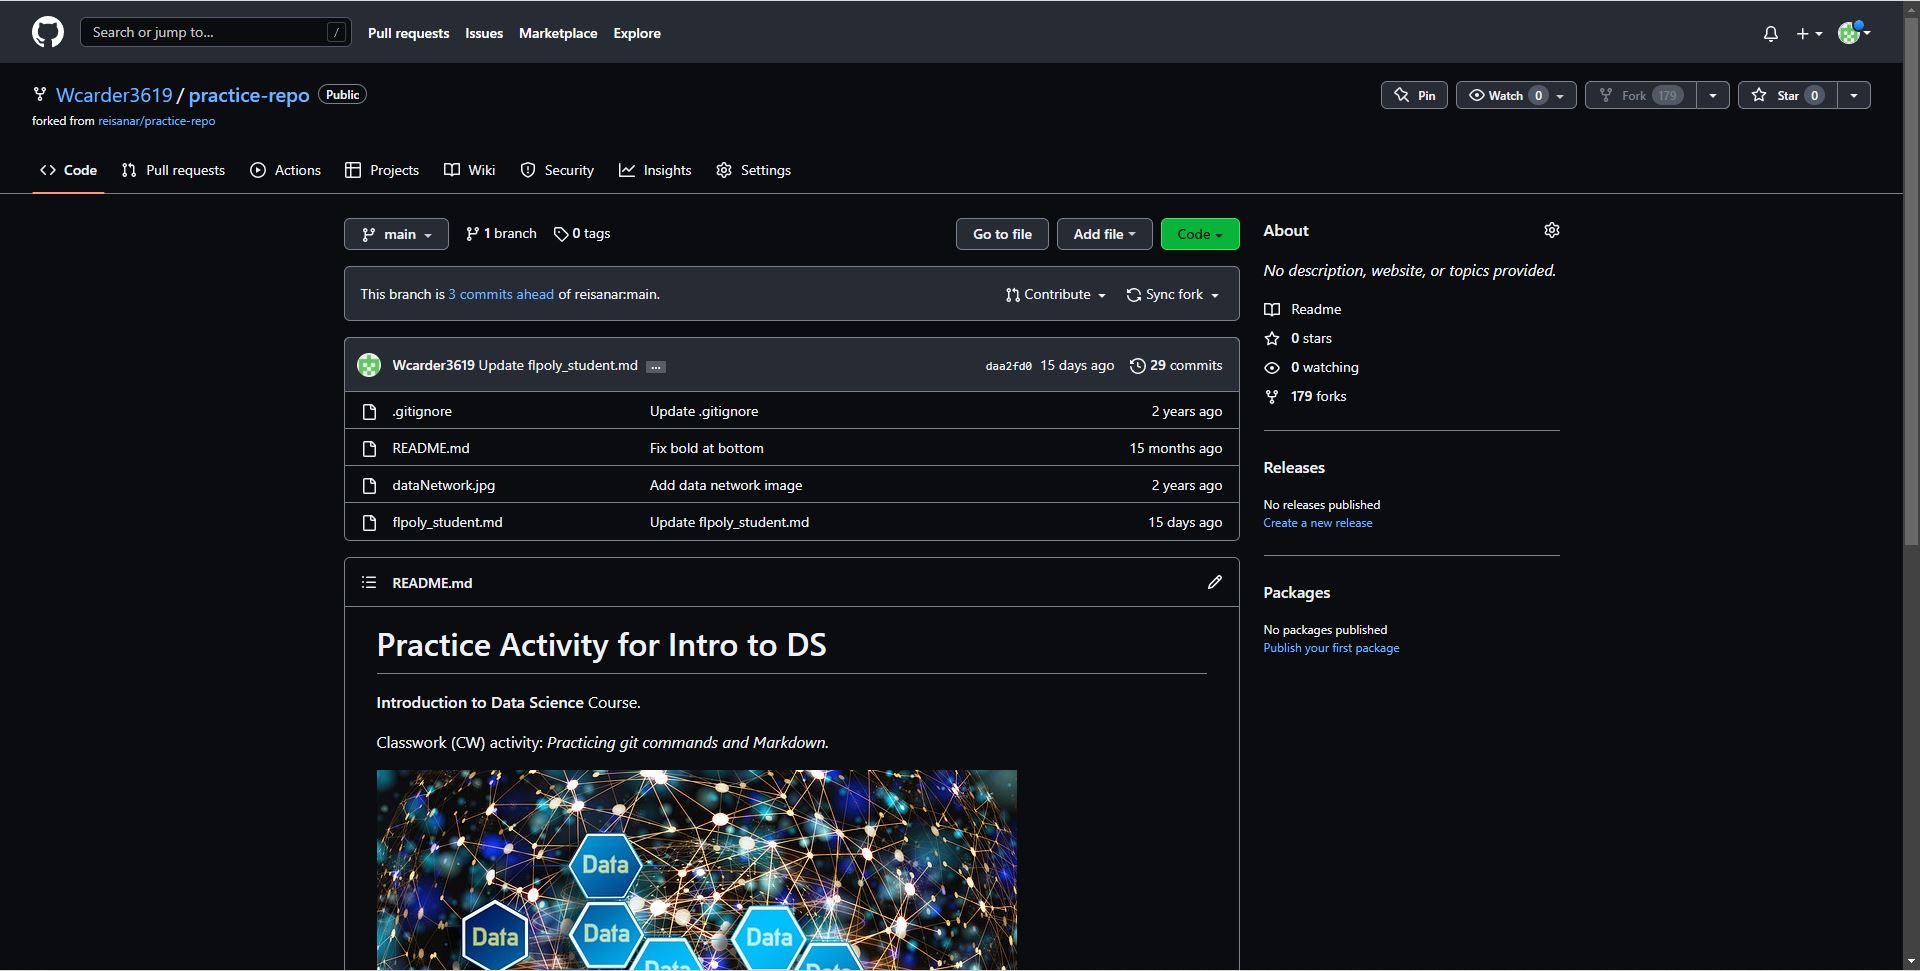 Search or jump to... / Pull requests Issues Marketplace Explore
Wcarder3619 / practice-repo Public Pin Watch 0 Fork 179 Star 0
forked from reisanar/practice-repo
<> Code Pull requests Actions Projects Wiki Security Insights Settings
main 1 branch 0 tags Go to file Add file Code
This branch is 3 commits ahead of reisanar:main. Contribute Sync fork
Wcarder3619 Update flpoly_student.md ... daa2fd0 15 days ago 29 commits
.gitignore Update .gitignore 2 years ago
README.md Fix bold at bottom 15 months ago
dataNetwork.jpg Add data network image 2 years ago
flpoly_student.md Update flpoly_student.md 15 days ago
README.md
Practice Activity for Intro to DS
Introduction to Data Science Course.
Classwork (CW) activity: Practicing git commands and Markdown.
Data
Data
Data
Data
Data
Data
About
No description, website, or topics provided.
Readme
0 stars
0 watching
179 forks
Releases
No releases published
Create a new release
Packages
No packages published
Publish your first package